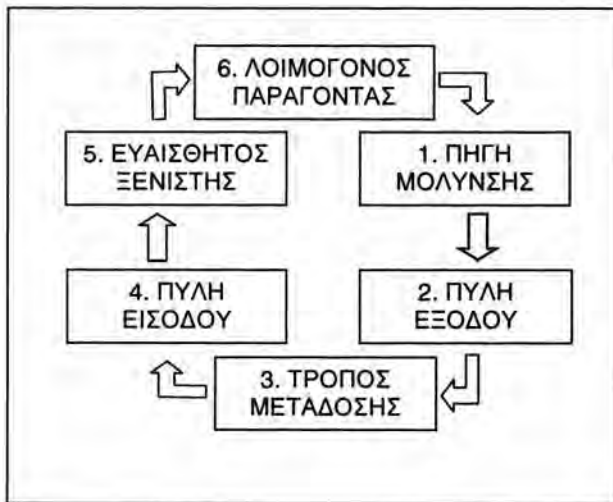 6. ΛΟΙΜΟΓΟΝΟΣ
ΠΑΡΑΓΟΝΤΑΣ
5. ΕΥΑΙΣΘΗΤΟΣ
ΞΕΝΙΣΤΗΣ
1. ΠΗΓΗ
ΜΟΛΥΝΣΗΣ
4. ΠΥΛΗ
ΕΙΣΟΔΟΥ
2. ΠΥΛΗ
ΕΞΟΔΟΥ
3. ΤΡΟΠΟΣ
ΜΕΤΑΔΟΣΗΣ